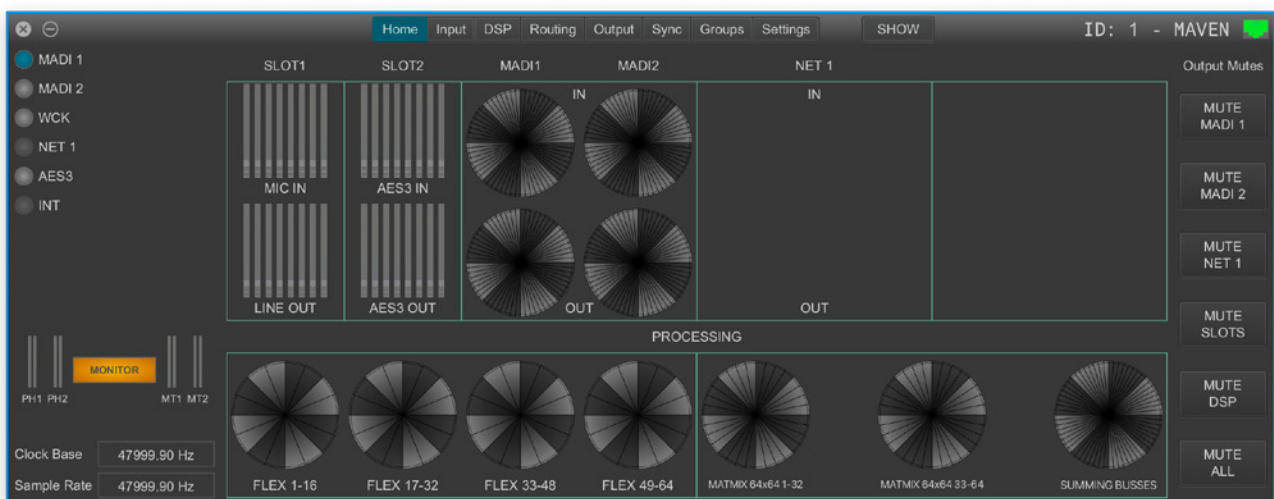 Home Input DSP Routing Output Sync Groups Settings SHOW ID: 1 - MAVEN
MADI 1
MADI 2
WCK
NET 1
AES3
INT
SLOT1 SLOT2 MADI1 MADI2 NET 1
IN IN
MIC IN AES3 IN
LINE OUT AES3 OUT OUT OUT
PROCESSING
MONITOR
PH1 PH2 MT1 MT2
Clock Base 47999.90 Hz
Sample Rate 47999.90 Hz
FLEX 1-16 FLEX 17-32 FLEX 33-48 FLEX 49-64 MATMIX 64x64 1-32 MATMIX 64x64 33-64 SUMMING BUSSES
Output Mutes
MUTE
MADI 1
MUTE
MADI 2
MUTE
NET 1
MUTE
SLOTS
MUTE
DSP
MUTE
ALL